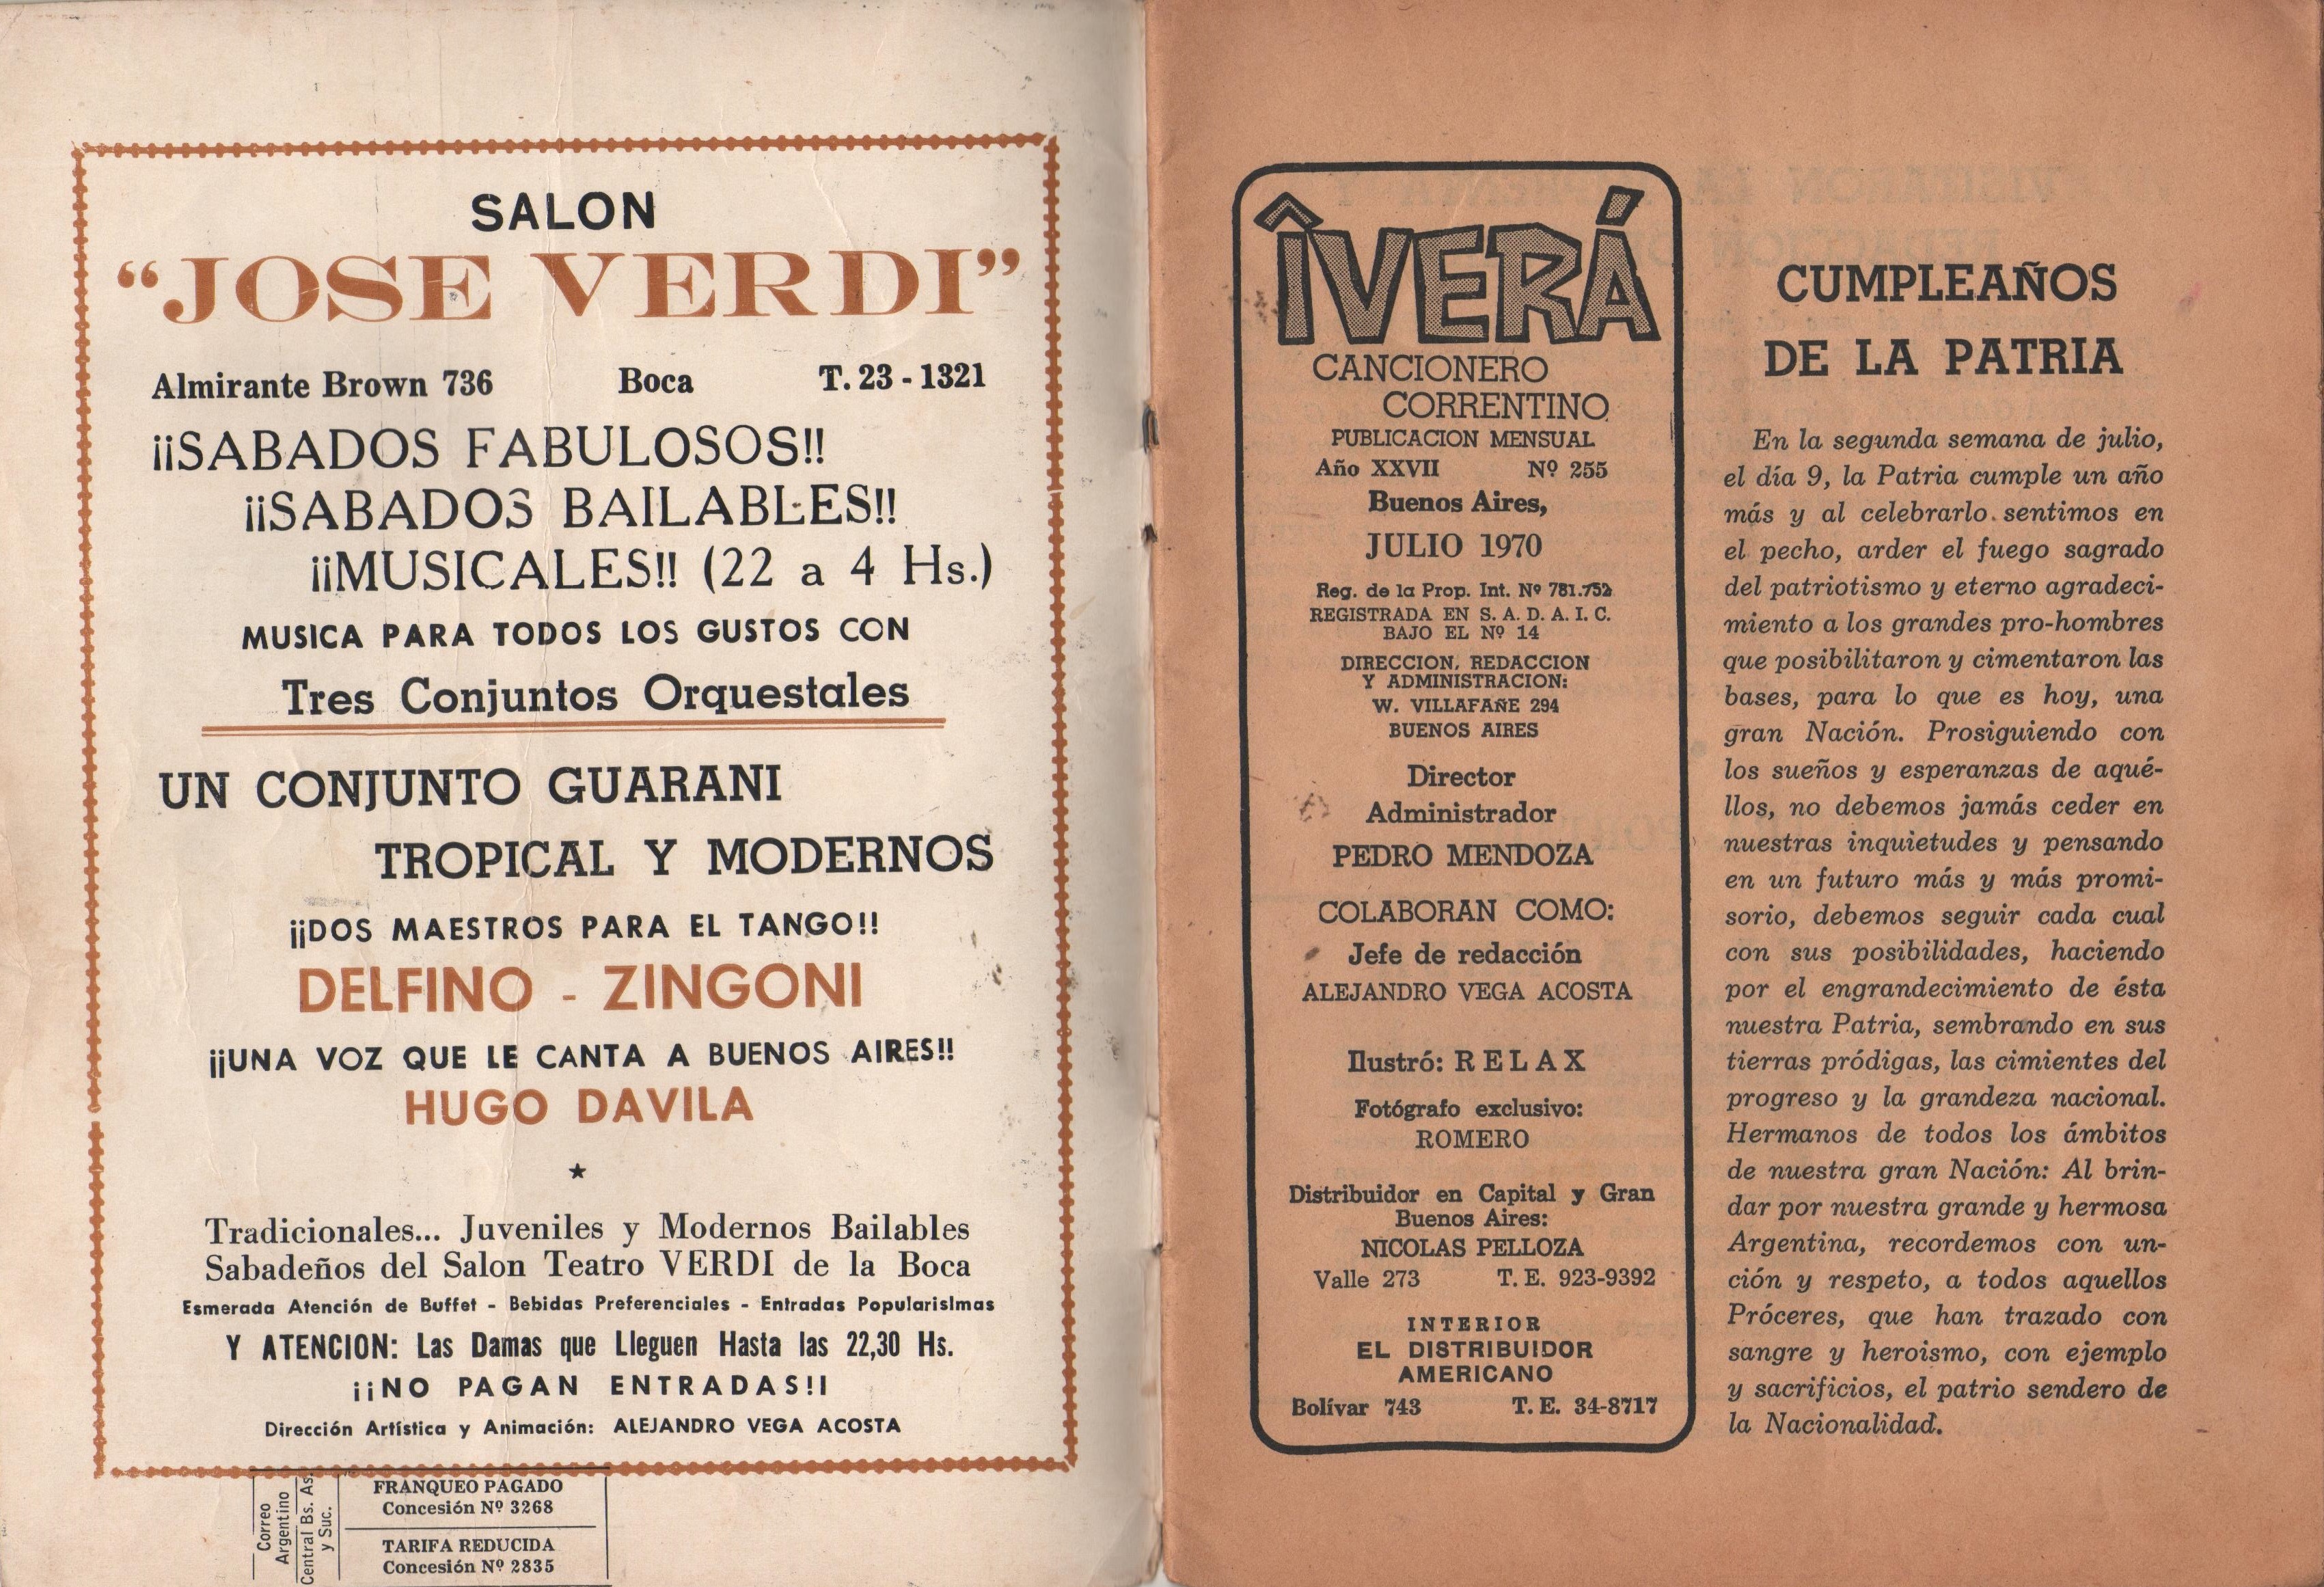 SALON
“JOSE VERDI”
Almirante Brown 736 Boca T. 23 - 1321
¡¡SABADOS FABULOSOS!!
¡¡SABADOS BAILABLES!!
¡¡MUSICALES!! (22 a 4 Hs.)
MUSICA PARA TODOS LOS GUSTOS CON
Tres Conjuntos Orquestales
UN CONJUNTO GUARANI
TROPICAL Y MODERNOS
¡¡DOS MAESTROS PARA EL TANGO!!
DELFINO - ZINGONI
¡¡UNA VOZ QUE LE CANTA A BUENOS AIRES!!
HUGO DAVILA
★
Tradicionales... Juveniles y Modernos Bailables
Sabadeños del Salon Teatro VERDI de la Boca
Esmerada Atención de Buffet - Bebidas Preferenciales - Entradas Popularisimas
Y ATENCION: Las Damas que Lleguen Hasta las 22,30 Hs.
¡¡NO PAGAN ENTRADAS!!
Dirección Artística y Animación: ALEJANDRO VEGA ACOSTA
Correo
Argentino
Central Bs. As.
y Suc.
FRANQUEO PAGADO
Concesión Nº 3268
TARIFA REDUCIDA
Concesión Nº 2835
ÎVERÁ
CANCIONERO
CORRENTINO
PUBLICACION MENSUAL
Año XXVII Nº 255
Buenos Aires,
JULIO 1970
Reg. de la Prop. Int. Nº 781.752
REGISTRADA EN S. A. D. A. I. C.
BAJO EL Nº 14
DIRECCION, REDACCION
Y ADMINISTRACION:
W. VILLAFAÑE 294
BUENOS AIRES
Director
Administrador
PEDRO MENDOZA
COLABORAN COMO:
Jefe de redacción
ALEJANDRO VEGA ACOSTA
Ilustró: RELAX
Fotógrafo exclusivo:
ROMERO
Distribuidor en Capital y Gran
Buenos Aires:
NICOLAS PELLOZA
Valle 273 T. E. 923-9392
INTERIOR
EL DISTRIBUIDOR
AMERICANO
Bolívar 743 T. E. 34-8717
CUMPLEAÑOS
DE LA PATRIA
En la segunda semana de julio,
el día 9, la Patria cumple un año
más y al celebrarlo sentimos en
el pecho, arder el fuego sagrado
del patriotismo y eterno agradeci-
miento a los grandes pro-hombres
que posibilitaron y cimentaron las
bases, para lo que es hoy, una
gran Nación. Prosiguiendo con
los sueños y esperanzas de aqué-
llos, no debemos jamás ceder en
nuestras inquietudes y pensando
en un futuro más y más promi-
sorio, debemos seguir cada cual
con sus posibilidades, haciendo
por el engrandecimiento de ésta
nuestra Patria, sembrando en sus
tierras pródigas, las cimientes del
progreso y la grandeza nacional.
Hermanos de todos los ámbitos
de nuestra gran Nación: Al brin-
dar por nuestra grande y hermosa
Argentina, recordemos con un-
ción y respeto, a todos aquellos
Próceres, que han trazado con
sangre y heroismo, con ejemplo
y sacrificios, el patrio sendero de
la Nacionalidad.